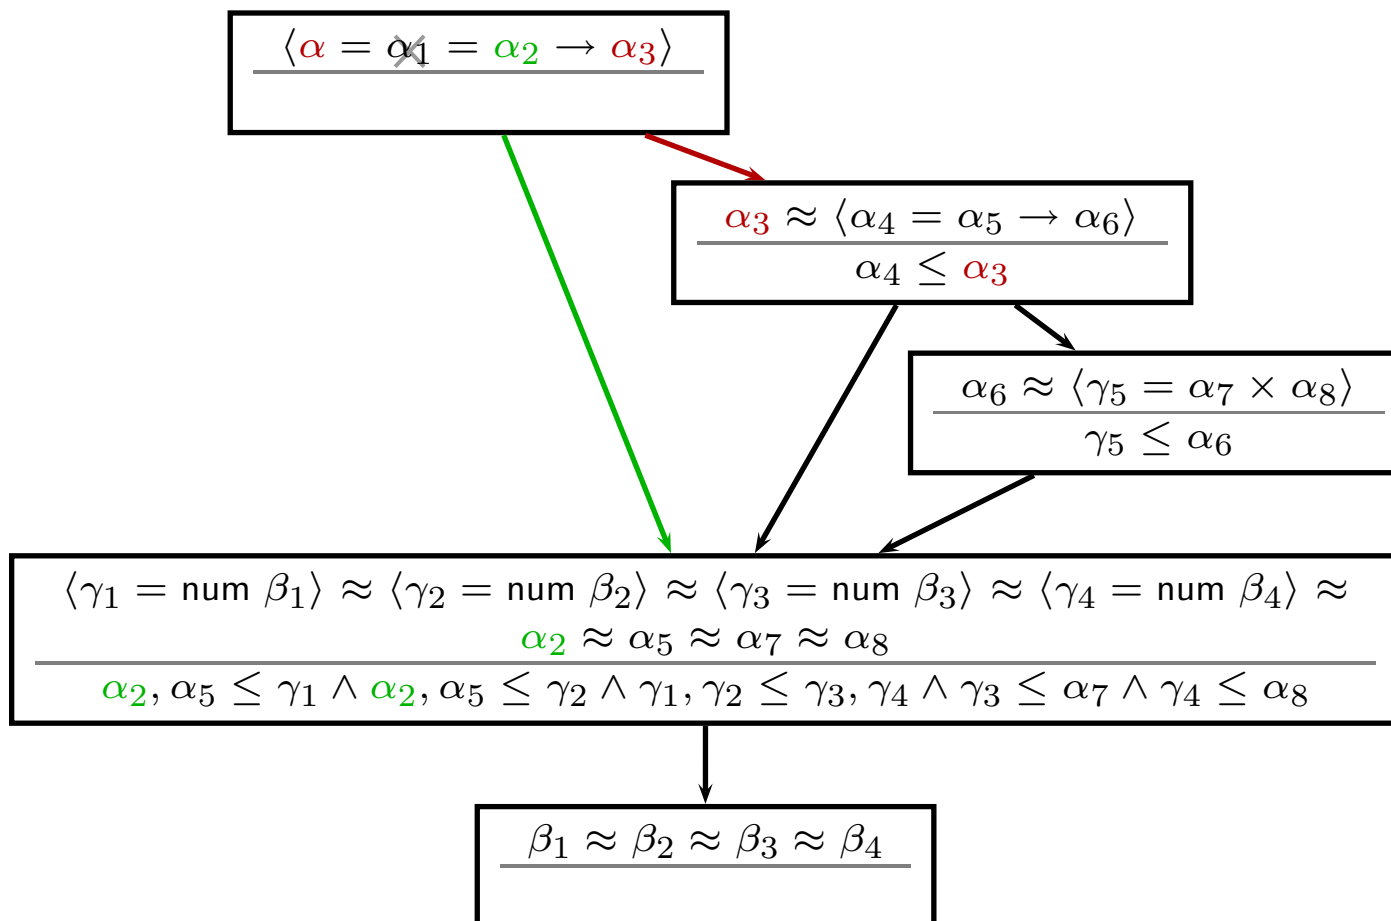 ⟨α = α₁ = α₂ → α₃⟩
α₃ ≈ ⟨α₄ = α₅ → α₆⟩
α₄ ≤ α₃
α₆ ≈ ⟨γ₅ = α₇ × α₈⟩
γ₅ ≤ α₆
⟨γ₁ = num β₁⟩ ≈ ⟨γ₂ = num β₂⟩ ≈ ⟨γ₃ = num β₃⟩ ≈ ⟨γ₄ = num β₄⟩ ≈
α₂ ≈ α₅ ≈ α₇ ≈ α₈
α₂, α₅ ≤ γ₁ ∧ α₂, α₅ ≤ γ₂ ∧ γ₁, γ₂ ≤ γ₃, γ₄ ∧ γ₃ ≤ α₇ ∧ γ₄ ≤ α₈
β₁ ≈ β₂ ≈ β₃ ≈ β₄